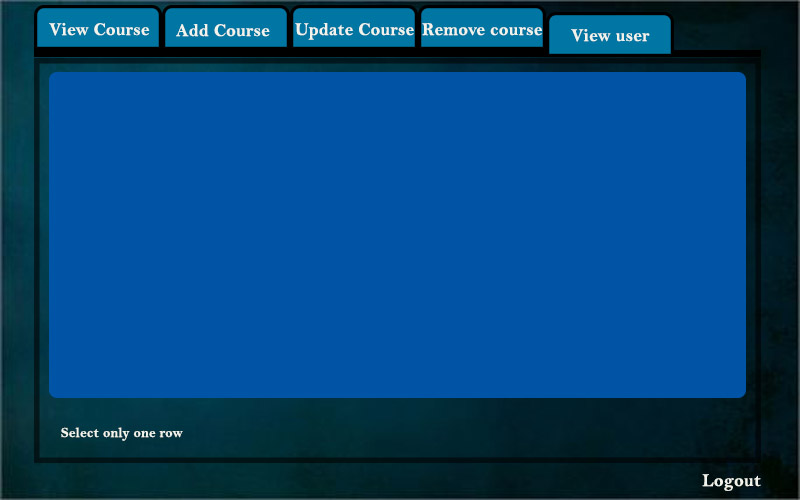 View Course
Add Course
Update Course
Remove course
View user
Select only one row
Logout